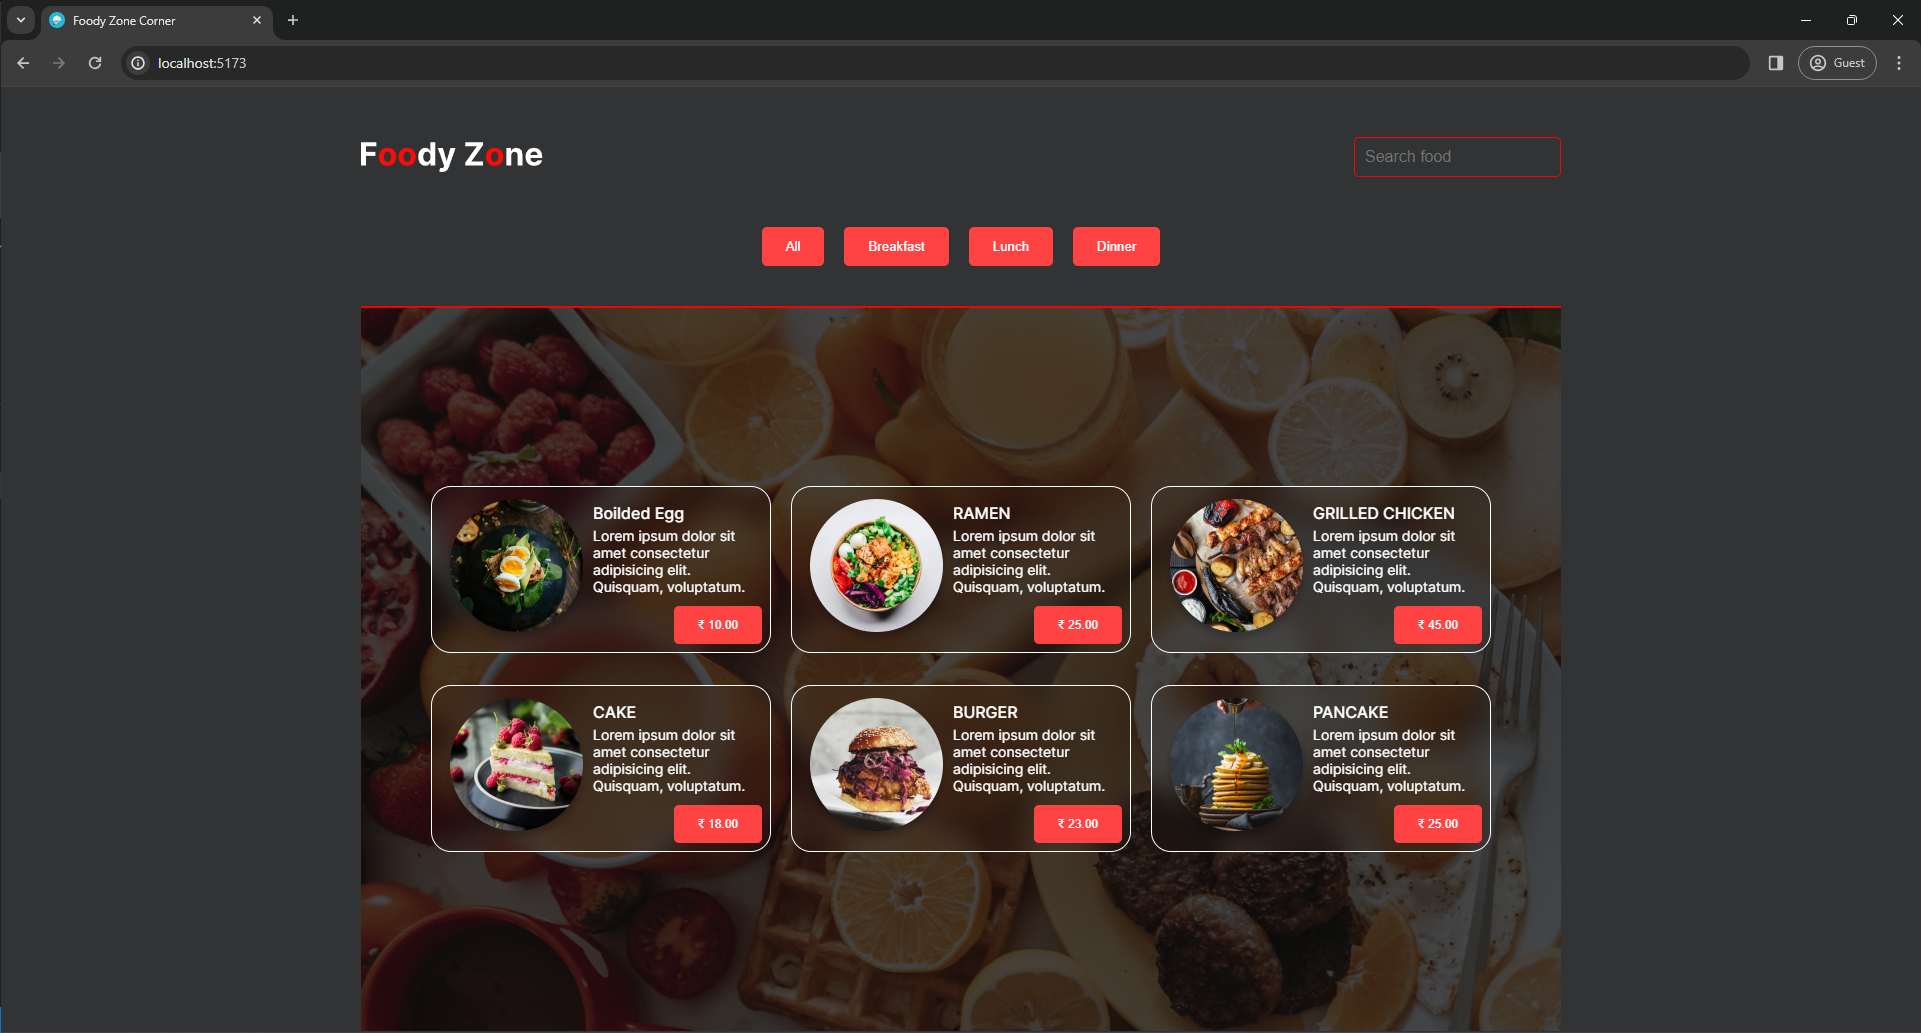 Foody Zone Corner
localhost:5173
Guest
Foody Zone
Search food
All
Breakfast
Lunch
Dinner
Boilded Egg
Lorem ipsum dolor sit
amet consectetur
adipisicing elit.
Quisquam, voluptatum.
₹ 10.00
RAMEN
Lorem ipsum dolor sit
amet consectetur
adipisicing elit.
Quisquam, voluptatum.
₹ 25.00
GRILLED CHICKEN
Lorem ipsum dolor sit
amet consectetur
adipisicing elit.
Quisquam, voluptatum.
₹ 45.00
CAKE
Lorem ipsum dolor sit
amet consectetur
adipisicing elit.
Quisquam, voluptatum.
₹ 18.00
BURGER
Lorem ipsum dolor sit
amet consectetur
adipisicing elit.
Quisquam, voluptatum.
₹ 23.00
PANCAKE
Lorem ipsum dolor sit
amet consectetur
adipisicing elit.
Quisquam, voluptatum.
₹ 25.00